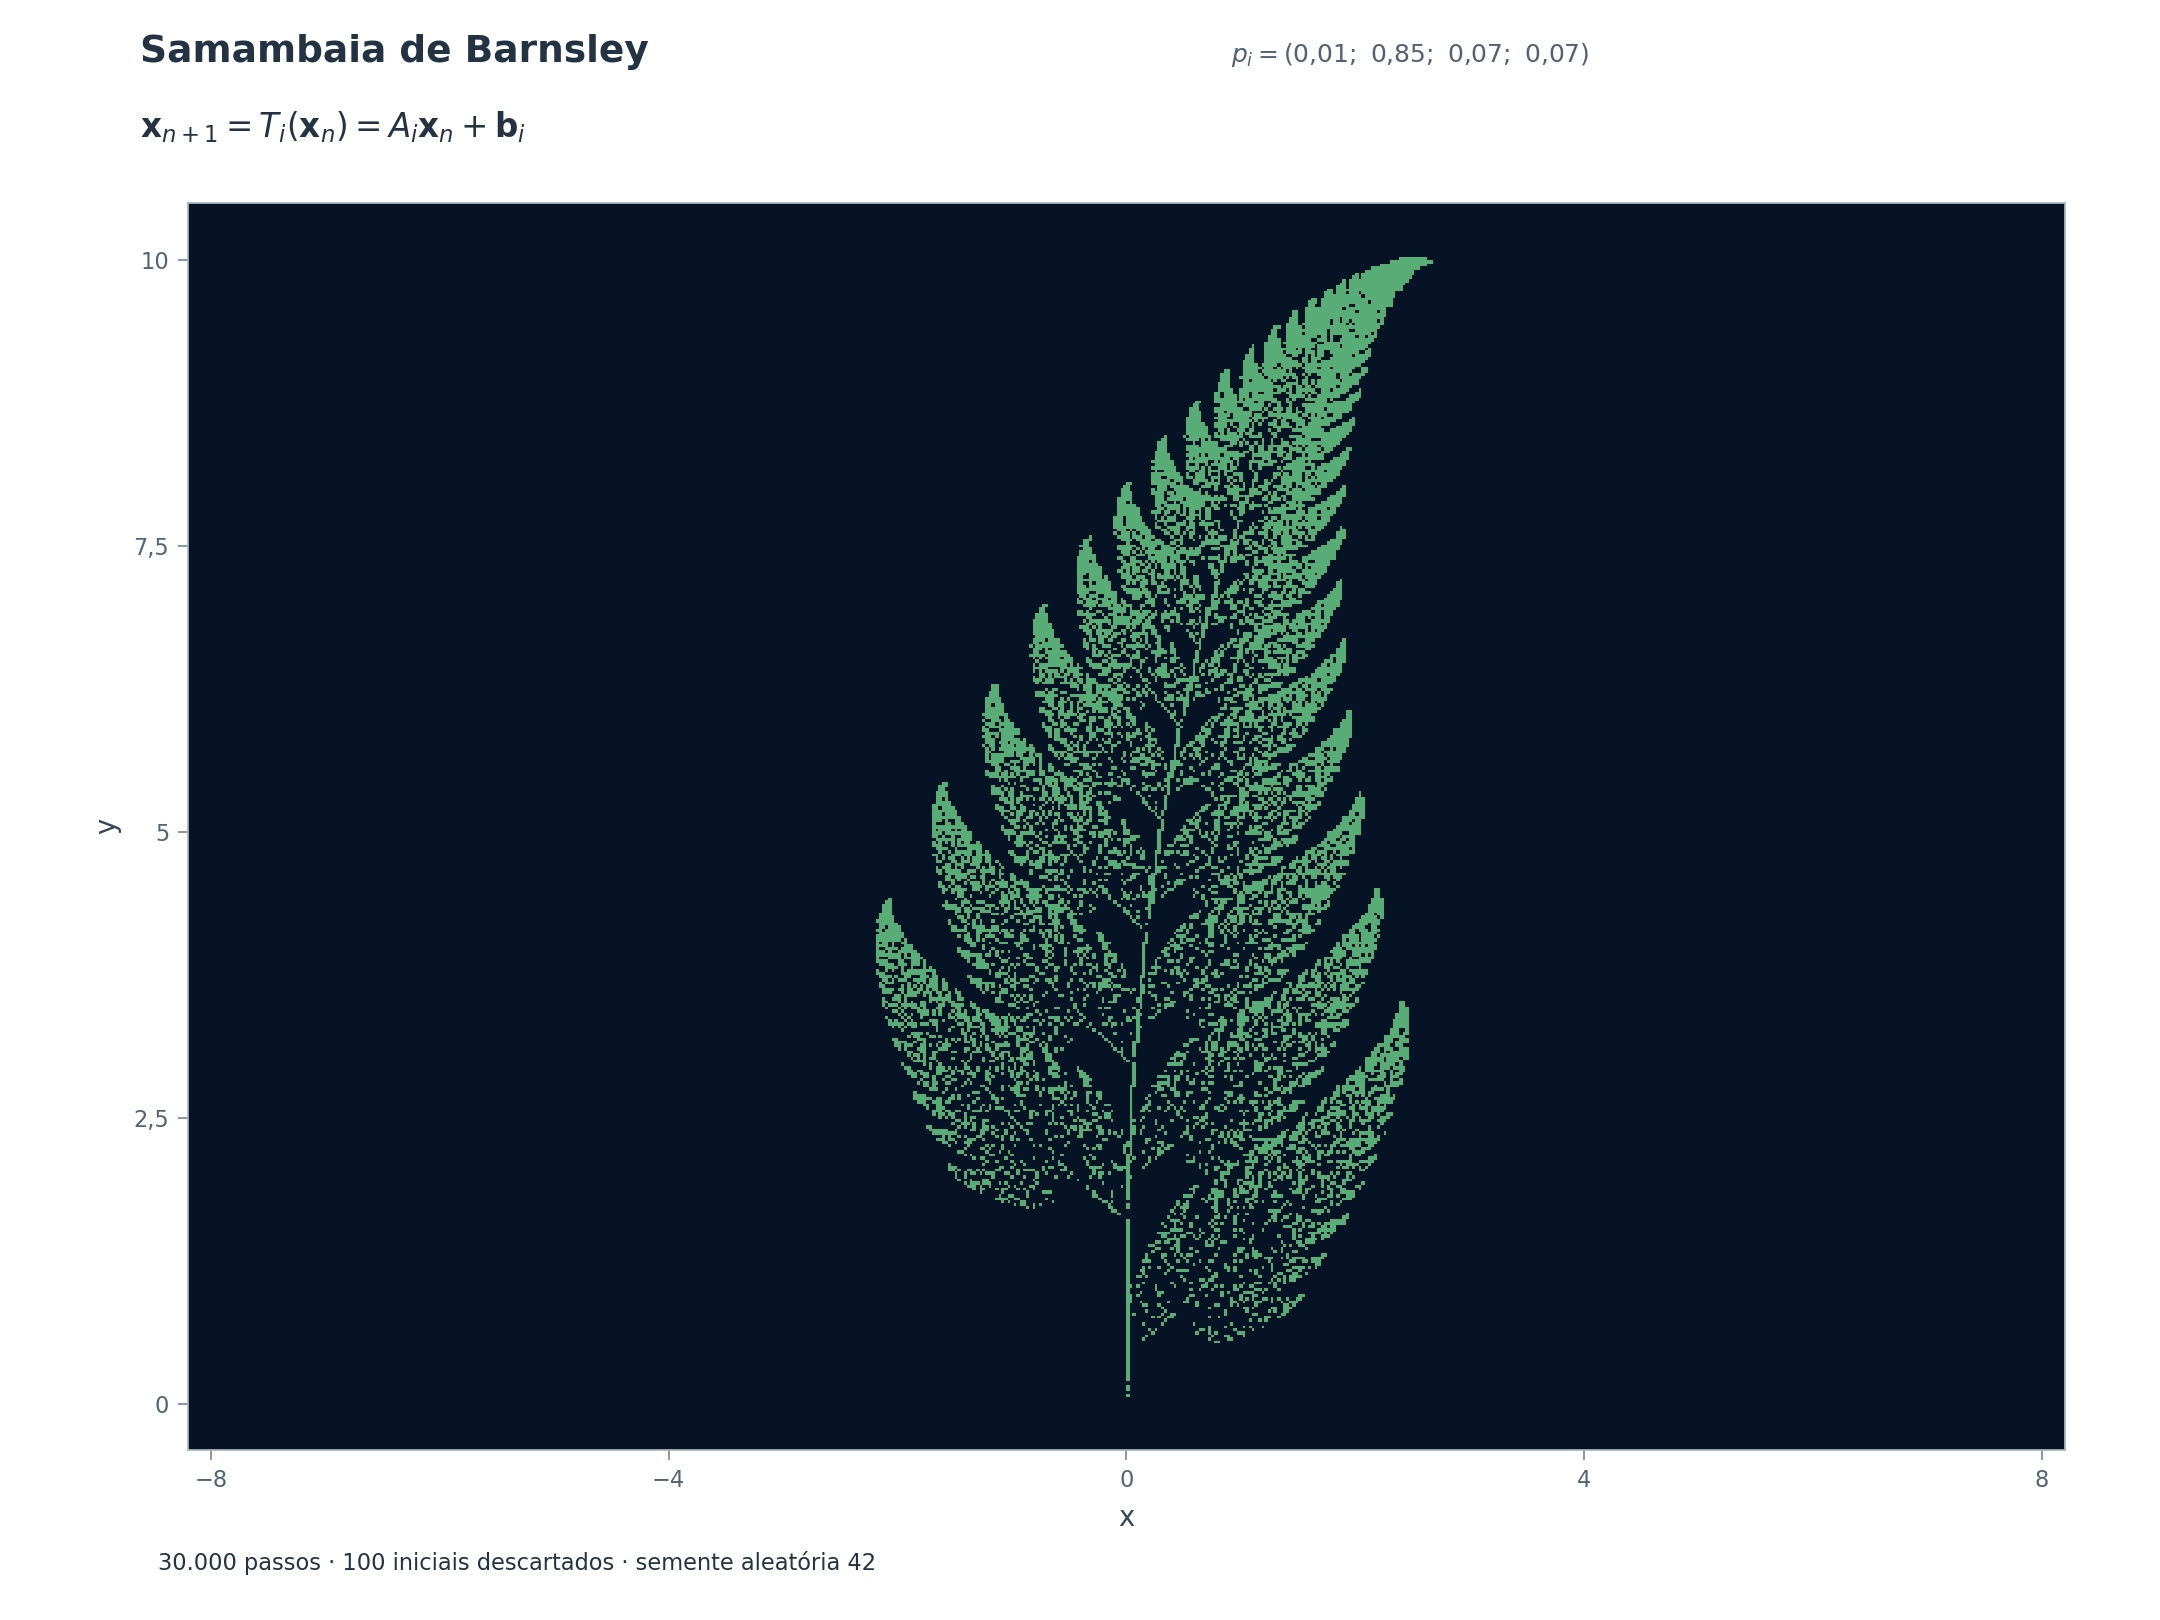 Samambaia de Barnsley
pᵢ = (0,01; 0,85; 0,07; 0,07)
xₙ₊₁ = Tᵢ(xₙ) = Aᵢxₙ + bᵢ
10
7,5
5
2,5
0
y
−8 −4 0 4 8
x
30.000 passos · 100 iniciais descartados · semente aleatória 42